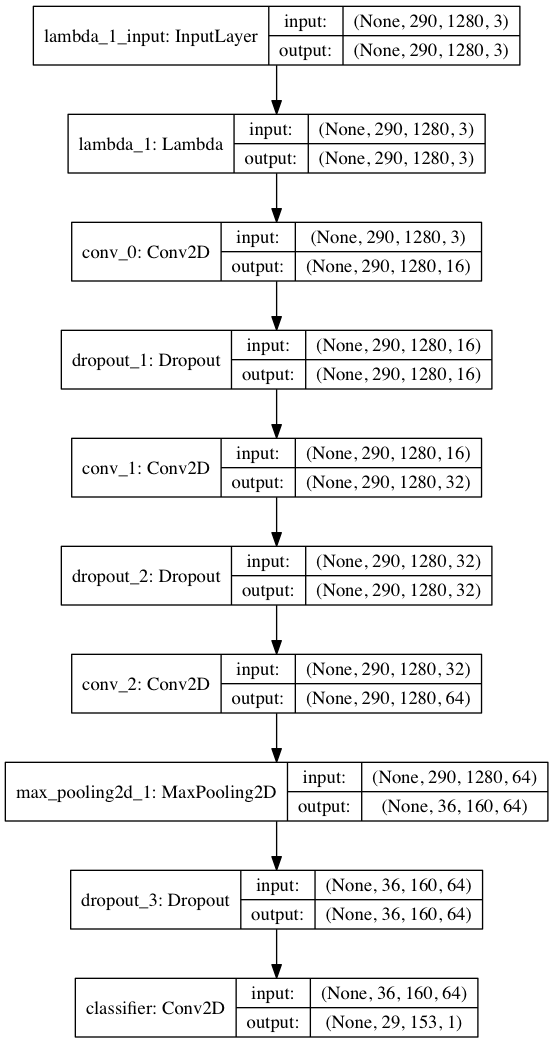 lambda_1_input: InputLayer
input: (None, 290, 1280, 3)
output: (None, 290, 1280, 3)
lambda_1: Lambda
input: (None, 290, 1280, 3)
output: (None, 290, 1280, 3)
conv_0: Conv2D
input: (None, 290, 1280, 3)
output: (None, 290, 1280, 16)
dropout_1: Dropout
input: (None, 290, 1280, 16)
output: (None, 290, 1280, 16)
conv_1: Conv2D
input: (None, 290, 1280, 16)
output: (None, 290, 1280, 32)
dropout_2: Dropout
input: (None, 290, 1280, 32)
output: (None, 290, 1280, 32)
conv_2: Conv2D
input: (None, 290, 1280, 32)
output: (None, 290, 1280, 64)
max_pooling2d_1: MaxPooling2D
input: (None, 290, 1280, 64)
output: (None, 36, 160, 64)
dropout_3: Dropout
input: (None, 36, 160, 64)
output: (None, 36, 160, 64)
classifier: Conv2D
input: (None, 36, 160, 64)
output: (None, 29, 153, 1)